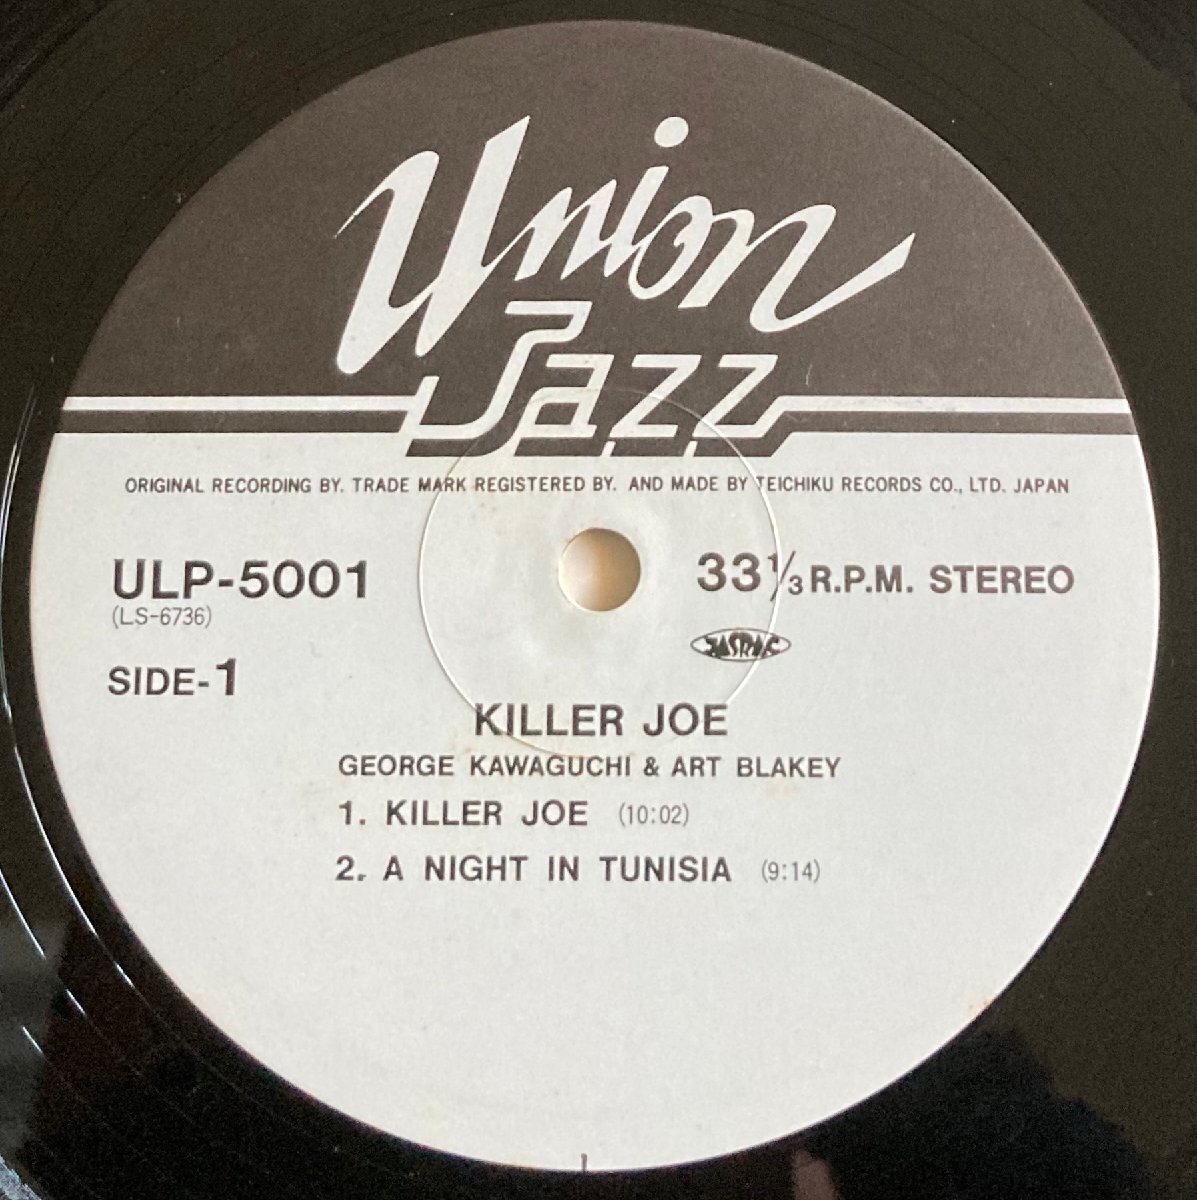 Union
Jazz
ORIGINAL RECORDING BY. TRADE MARK REGISTERED BY. AND MADE BY TEICHIKU RECORDS CO., LTD. JAPAN
ULP-5001
33 1/3 R.P.M. STEREO
(LS-6736)
JASRAC
SIDE-1
KILLER JOE
GEORGE KAWAGUCHI & ART BLAKEY
1. KILLER JOE (10:02)
2. A NIGHT IN TUNISIA (9:14)